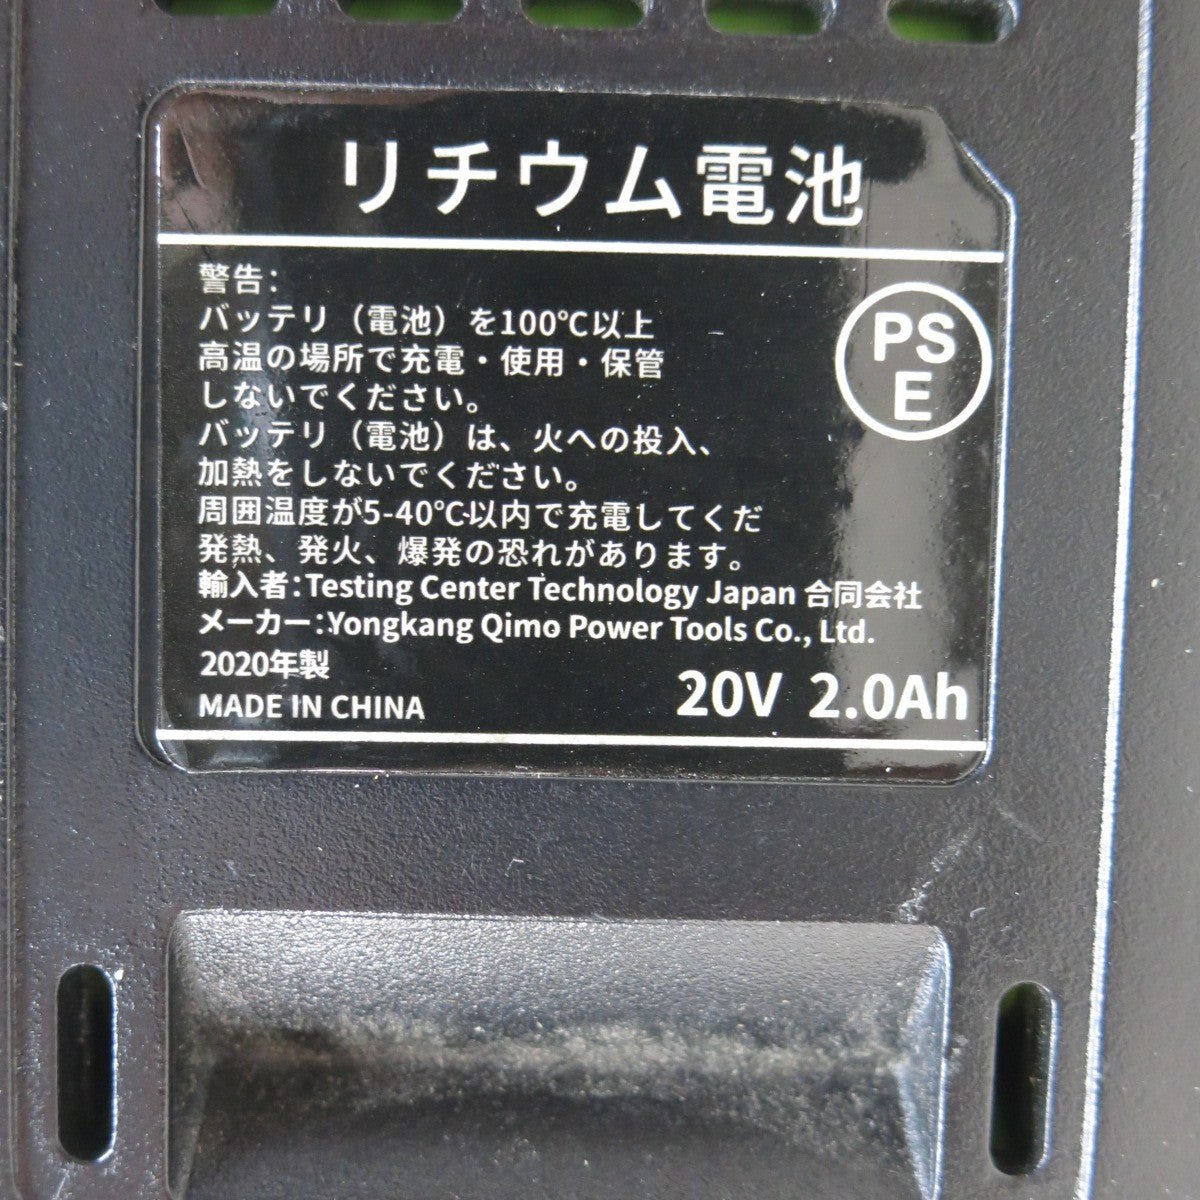 リチウム電池
警告:
バッテリ（電池）を100℃以上
高温の場所で充電・使用・保管
しないでください。
バッテリ（電池）は、火への投入、
加熱をしないでください。
周囲温度が5-40℃以内で充電してくだ
発熱、発火、爆発の恐れがあります。
輸入者:Testing Center Technology Japan 合同会社
メーカー:Yongkang Qimo Power Tools Co., Ltd.
2020年製
MADE IN CHINA
20V 2.0Ah
PS
E